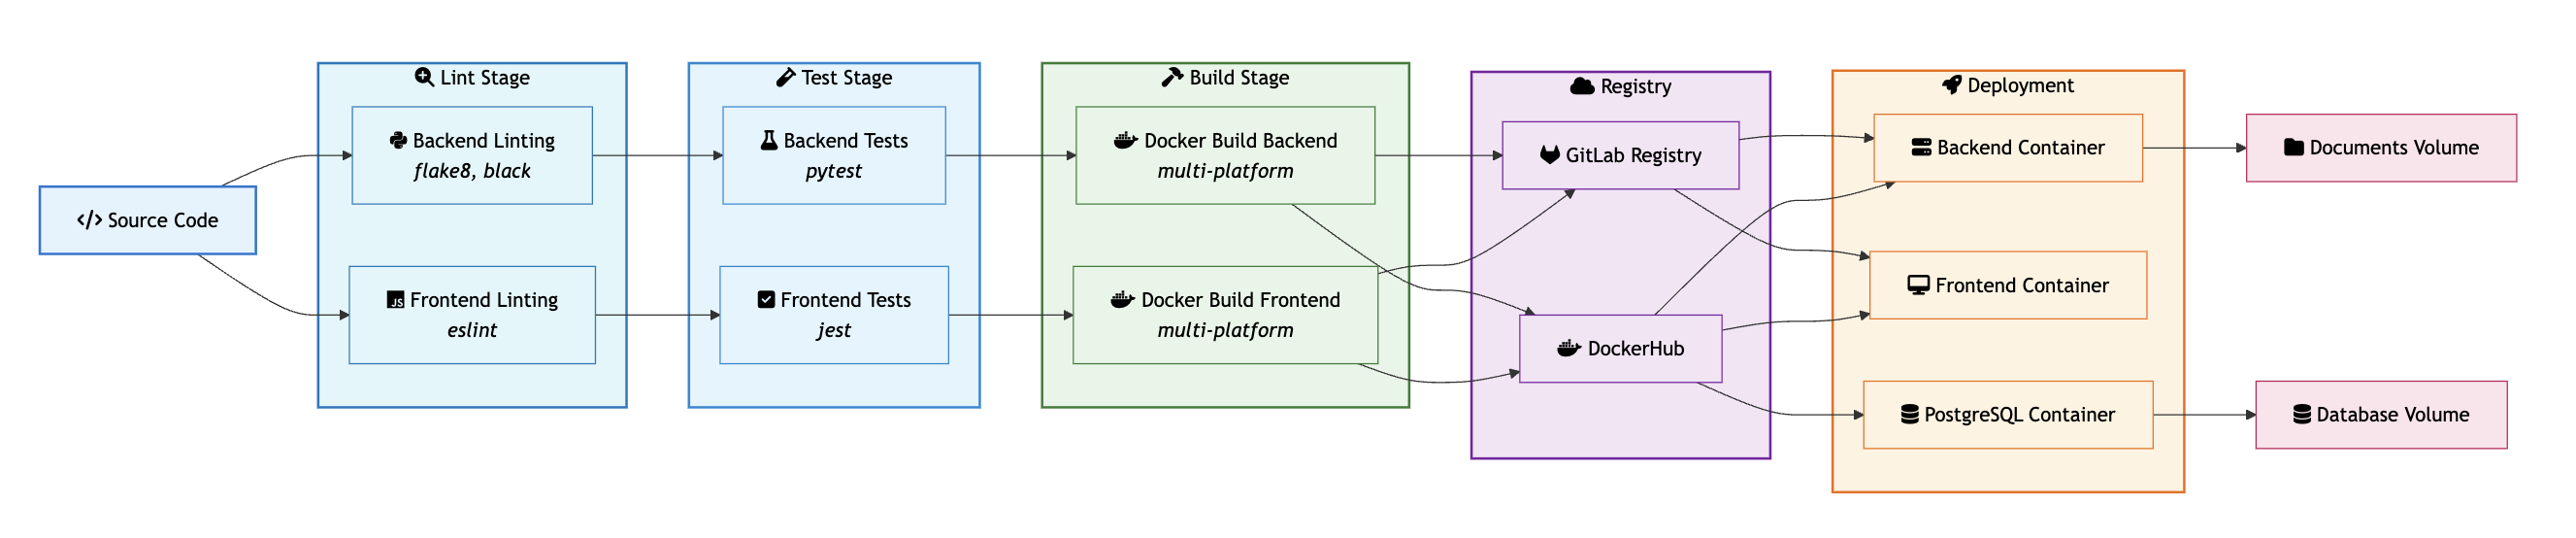 Lint Stage
Test Stage
Build Stage
Registry
Deployment
Source Code
Backend Linting
flake8, black
Frontend Linting
eslint
Backend Tests
pytest
Frontend Tests
jest
Docker Build Backend
multi-platform
Docker Build Frontend
multi-platform
GitLab Registry
DockerHub
Backend Container
Frontend Container
PostgreSQL Container
Documents Volume
Database Volume